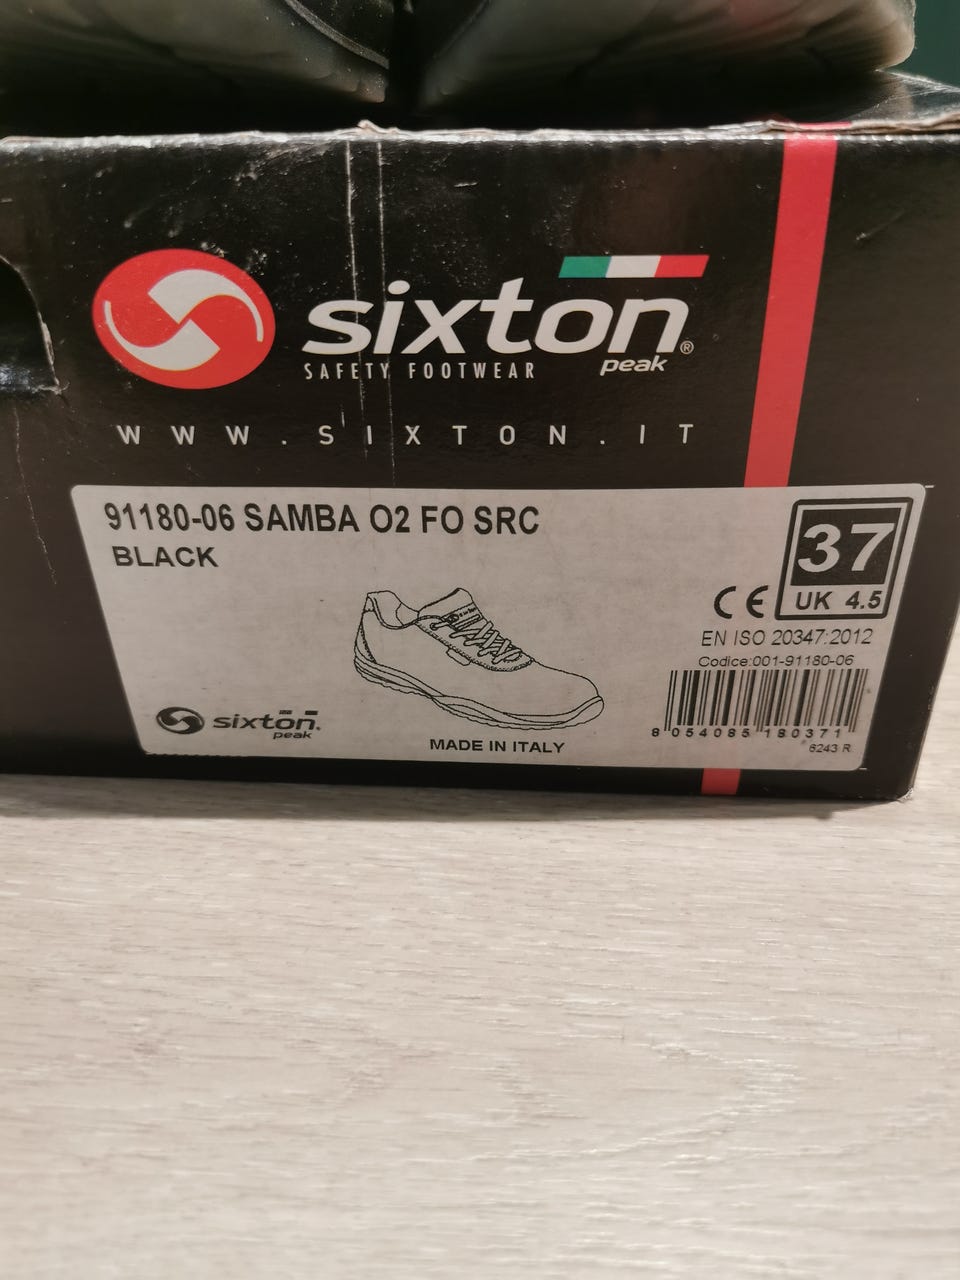 sixton®
peak
SAFETY FOOTWEAR
WWW.SIXTON.IT
91180-06 SAMBA O2 FO SRC
BLACK
37
UK 4.5
CE
EN ISO 20347:2012
Codice:001-91180-06
8 054085 180371
6243 R
sixton.
peak
MADE IN ITALY